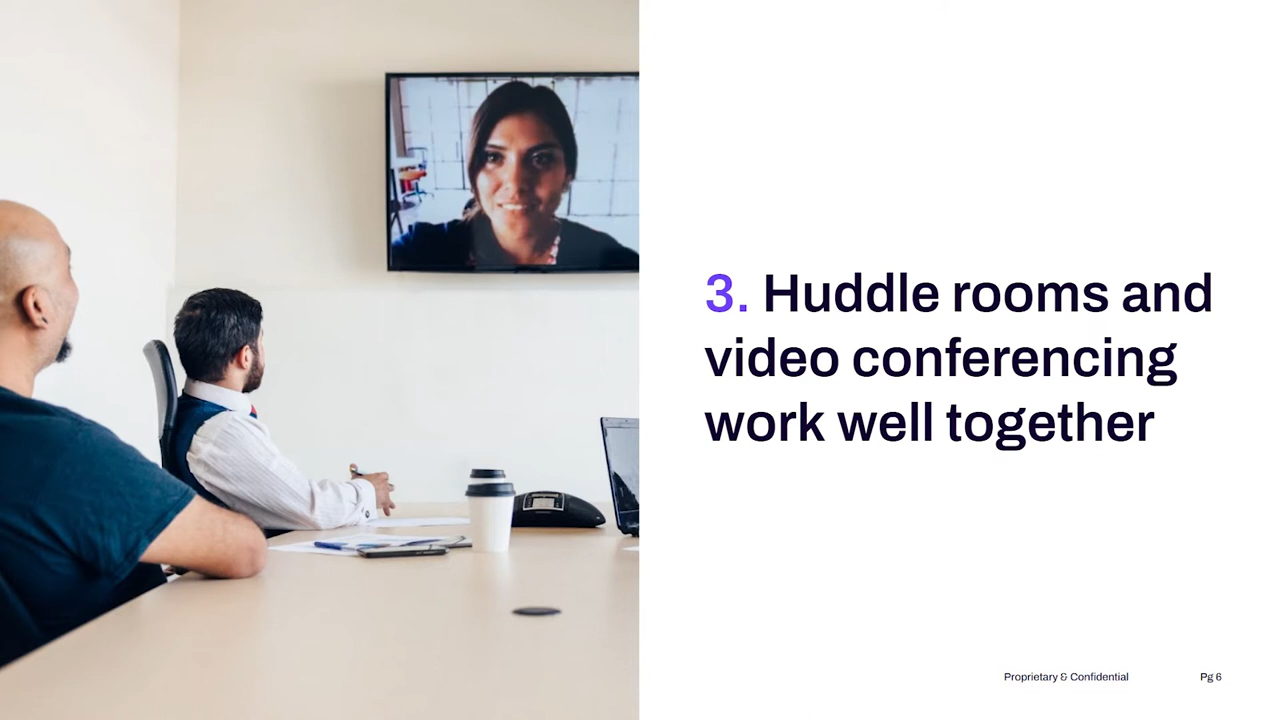 3. Huddle rooms and
video conferencing
work well together
Proprietary & Confidential
Pg 6